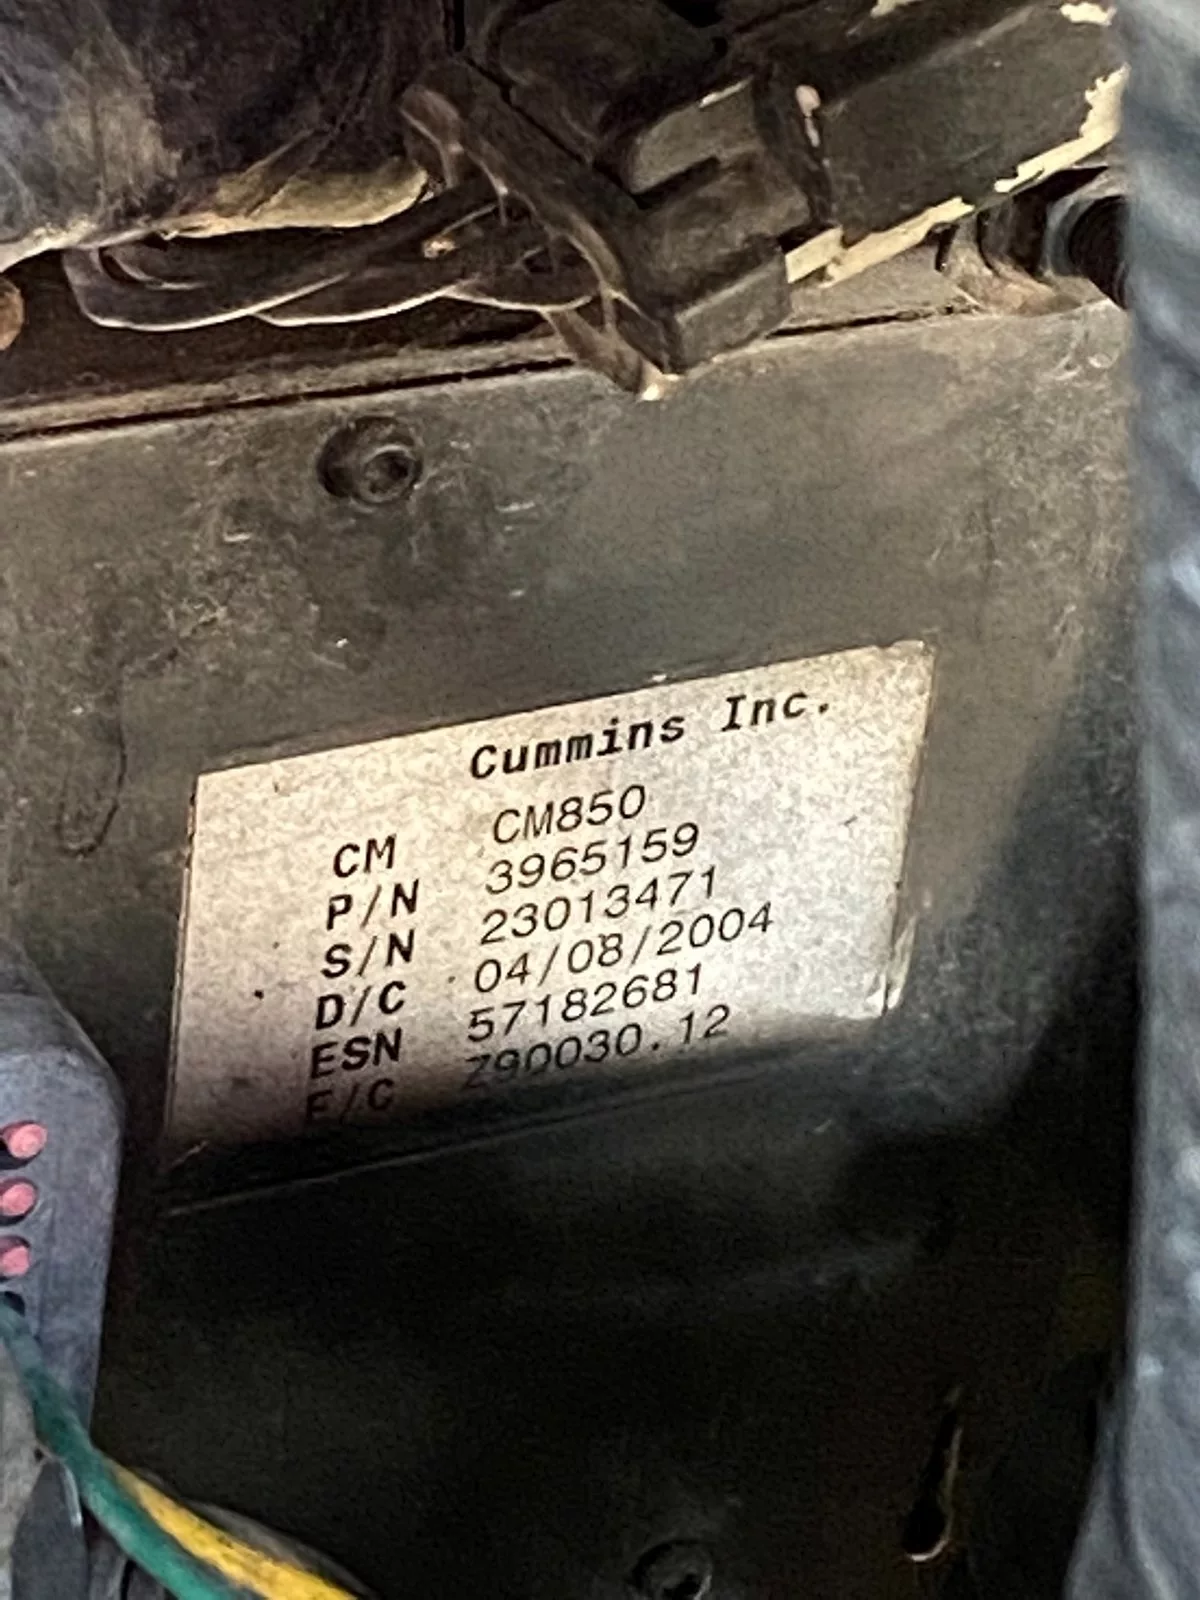 Cummins Inc.
CM CM850
P/N 3965159
S/N 23013471
D/C 04/08/2004
ESN 57182681
E/C Z90030.12